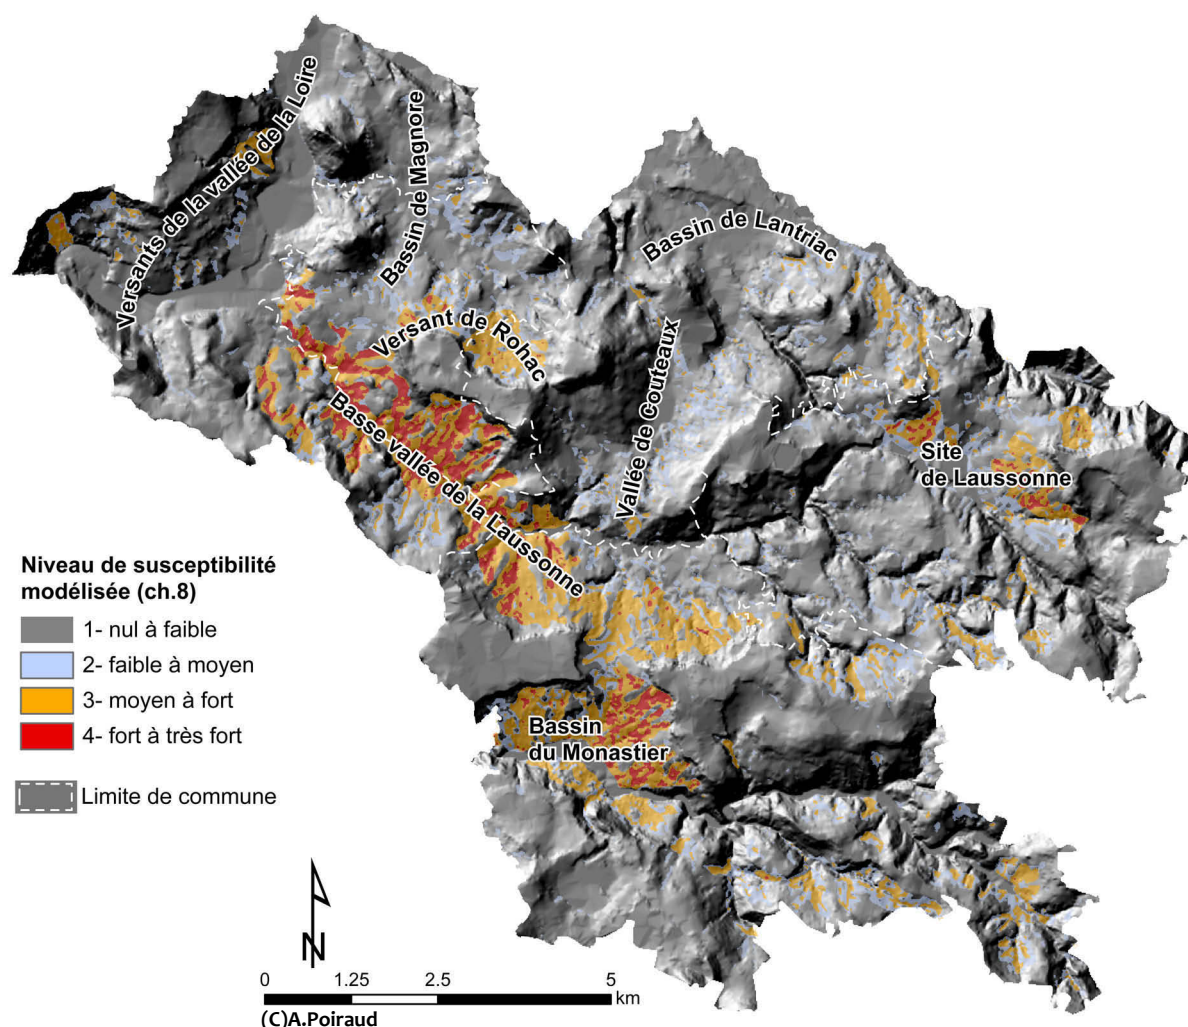 Versants de la vallée de la Loire
Bassin de Magnore
Bassin de Lantriac
Versant de Rohac
Vallée de Couteaux
Basse vallée de la Laussonne
Site
de Laussonne
Bassin
du Monastier
Niveau de susceptibilité
modélisée (ch.8)
1- nul à faible
2- faible à moyen
3- moyen à fort
4- fort à très fort
Limite de commune
N
0 1.25 2.5 5
km
(C)A.Poiraud